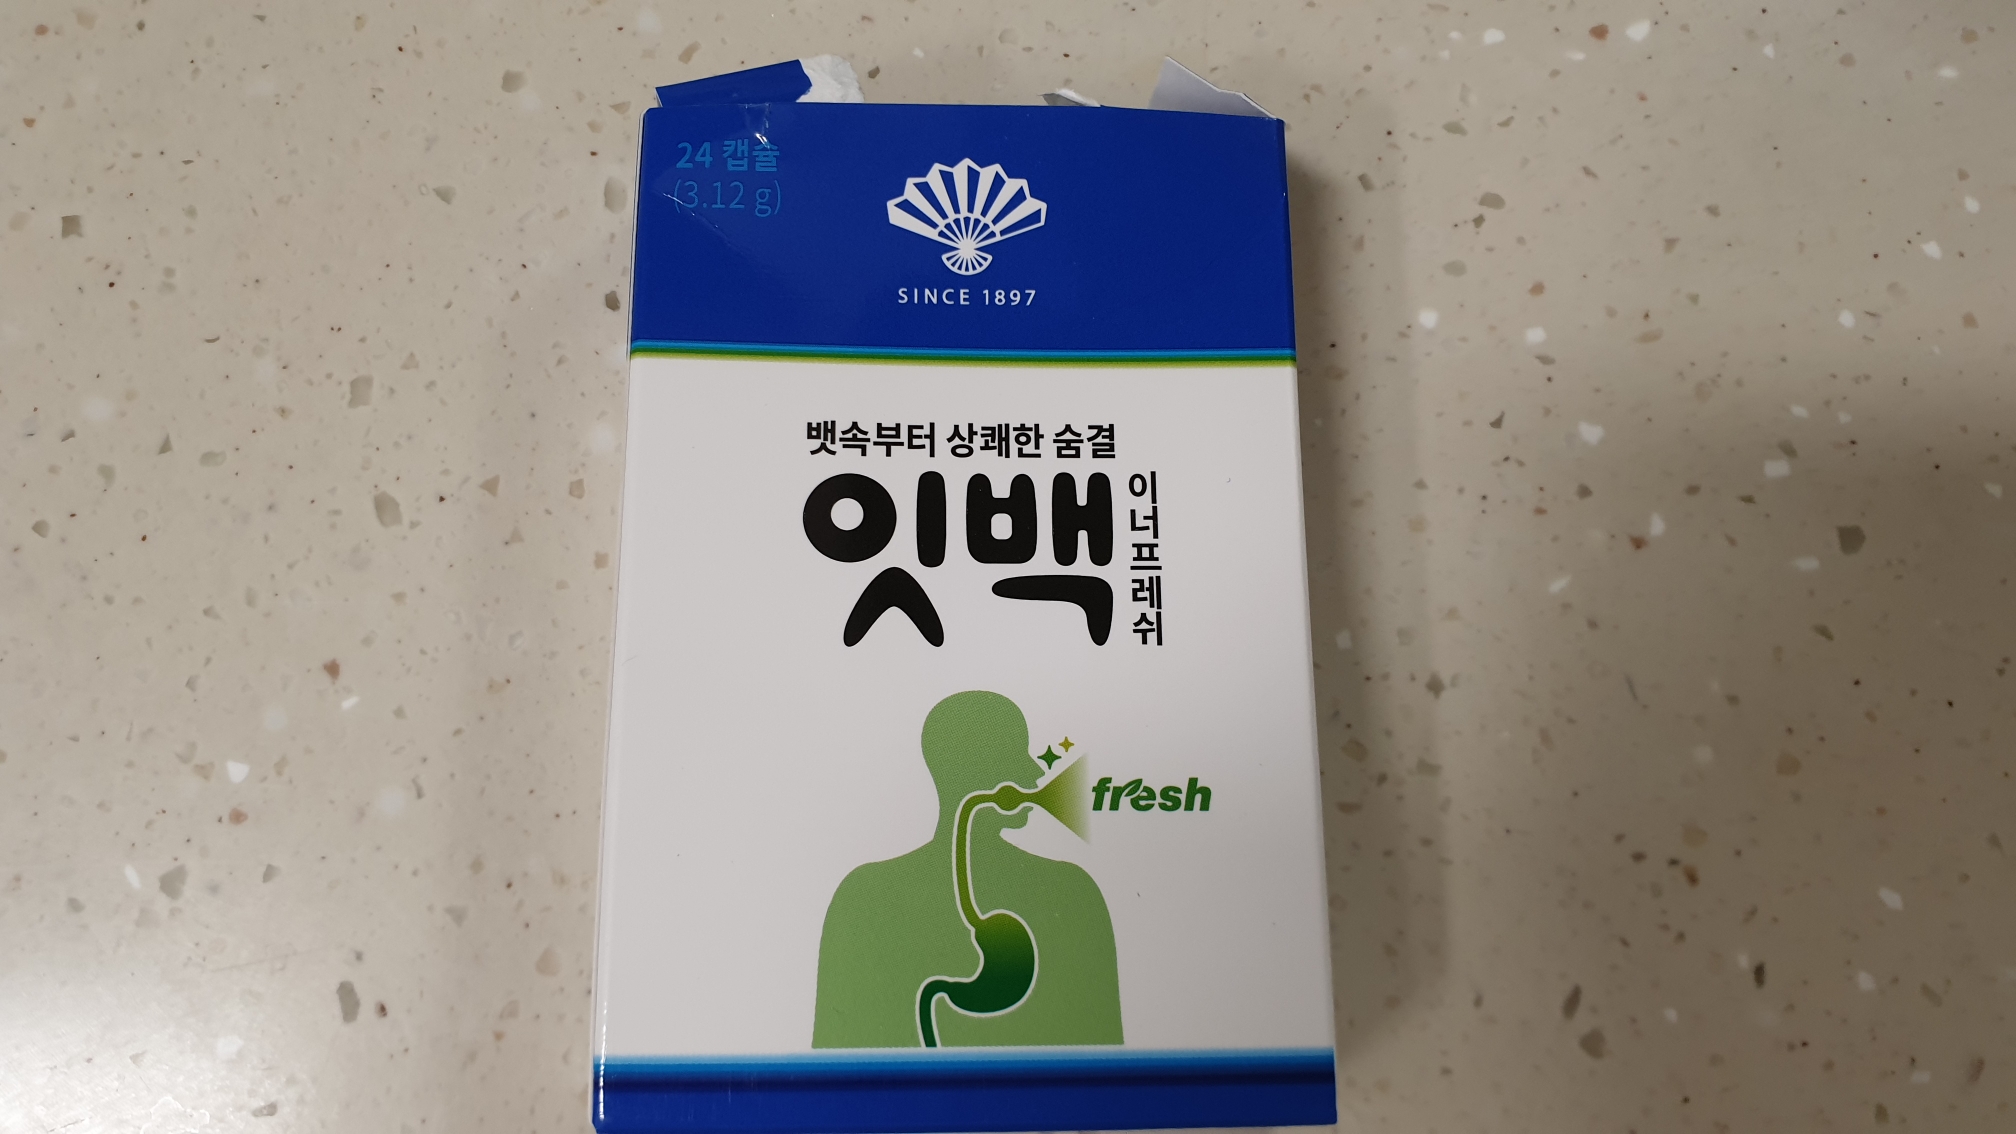 24 캡슐
(3.12 g)
SINCE 1897
뱃속부터 상쾌한 숨결
잇백
이너프레쉬
fresh